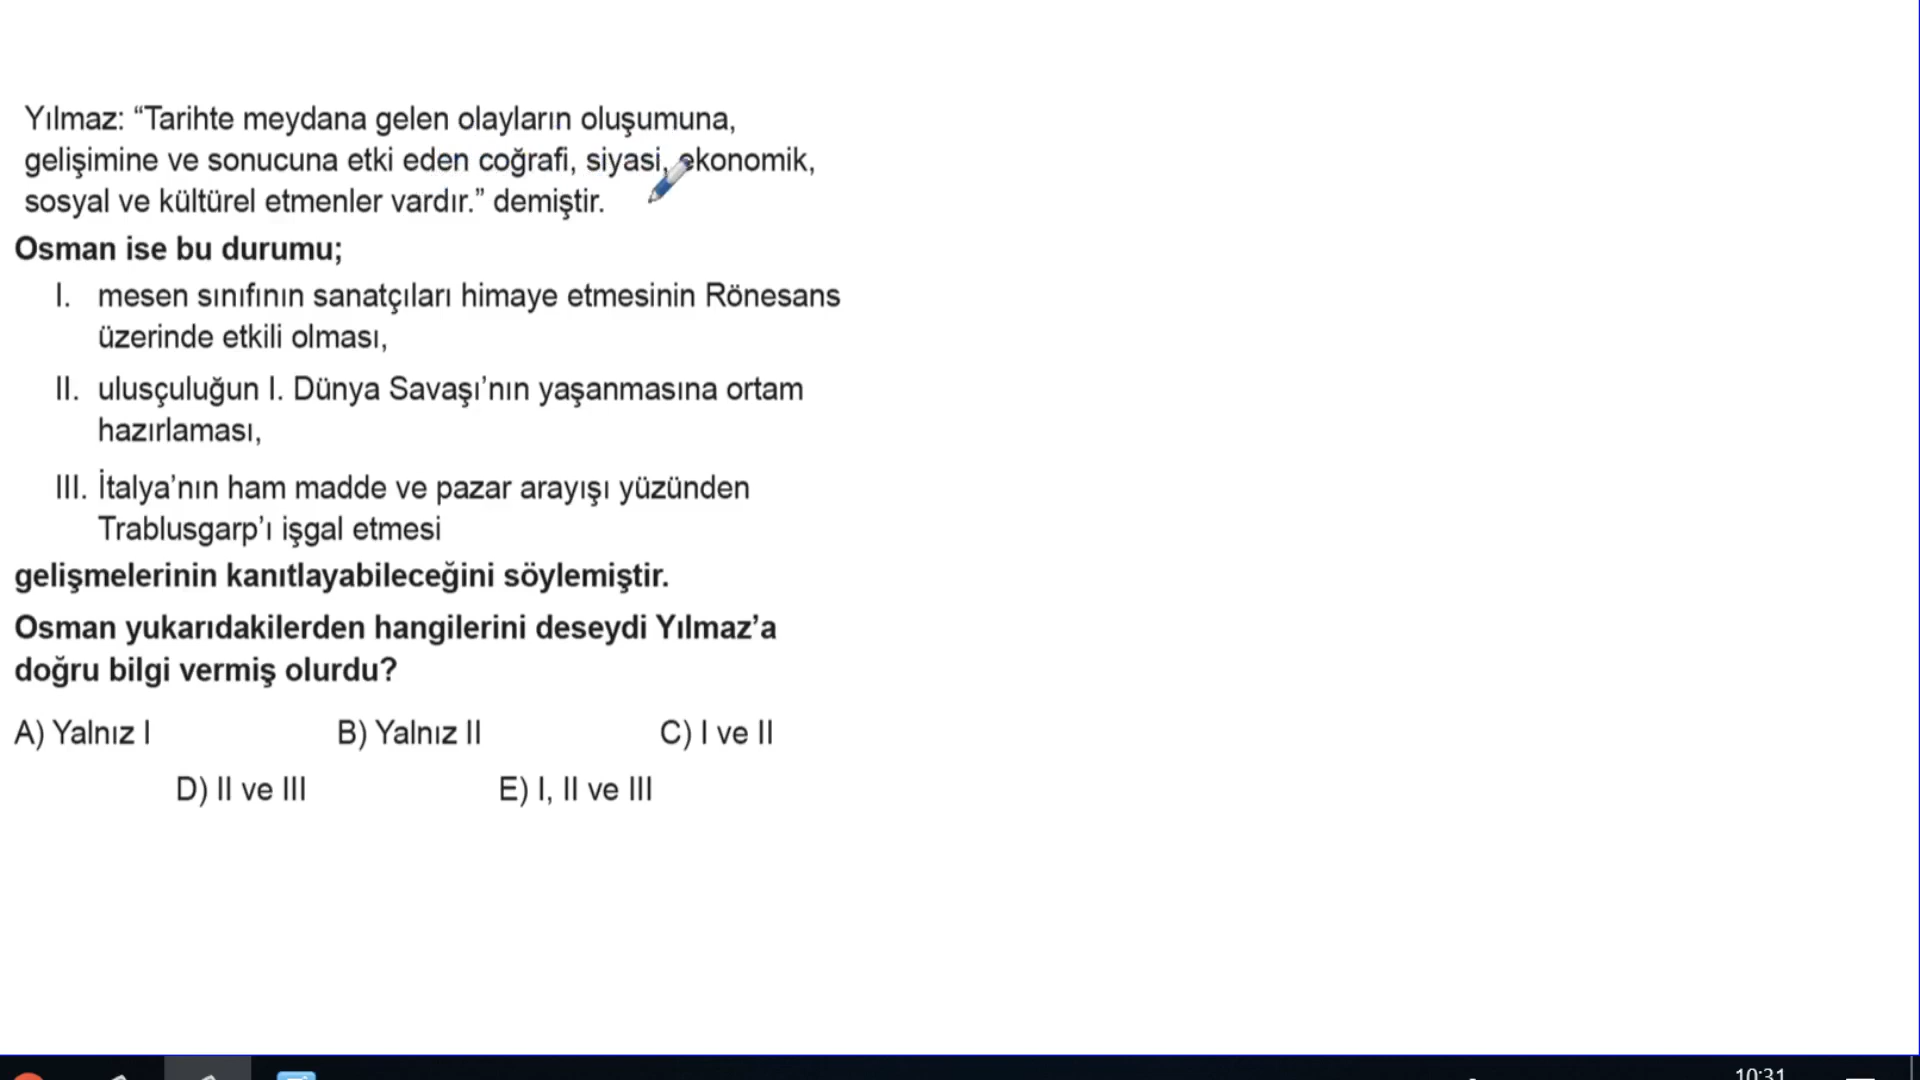 Yılmaz: “Tarihte meydana gelen olayların oluşumuna,
gelişimine ve sonucuna etki eden coğrafi, siyasi, ekonomik,
sosyal ve kültürel etmenler vardır.” demiştir.
Osman ise bu durumu;
I. mesen sınıfının sanatçıları himaye etmesinin Rönesans
üzerinde etkili olması,
II. ulusçuluğun I. Dünya Savaşı’nın yaşanmasına ortam
hazırlaması,
III. İtalya’nın ham madde ve pazar arayışı yüzünden
Trablusgarp’ı işgal etmesi
gelişmelerinin kanıtlayabileceğini söylemiştir.
Osman yukarıdakilerden hangilerini deseydi Yılmaz’a
doğru bilgi vermiş olurdu?
A) Yalnız I B) Yalnız II C) I ve II
D) II ve III E) I, II ve III
10:31